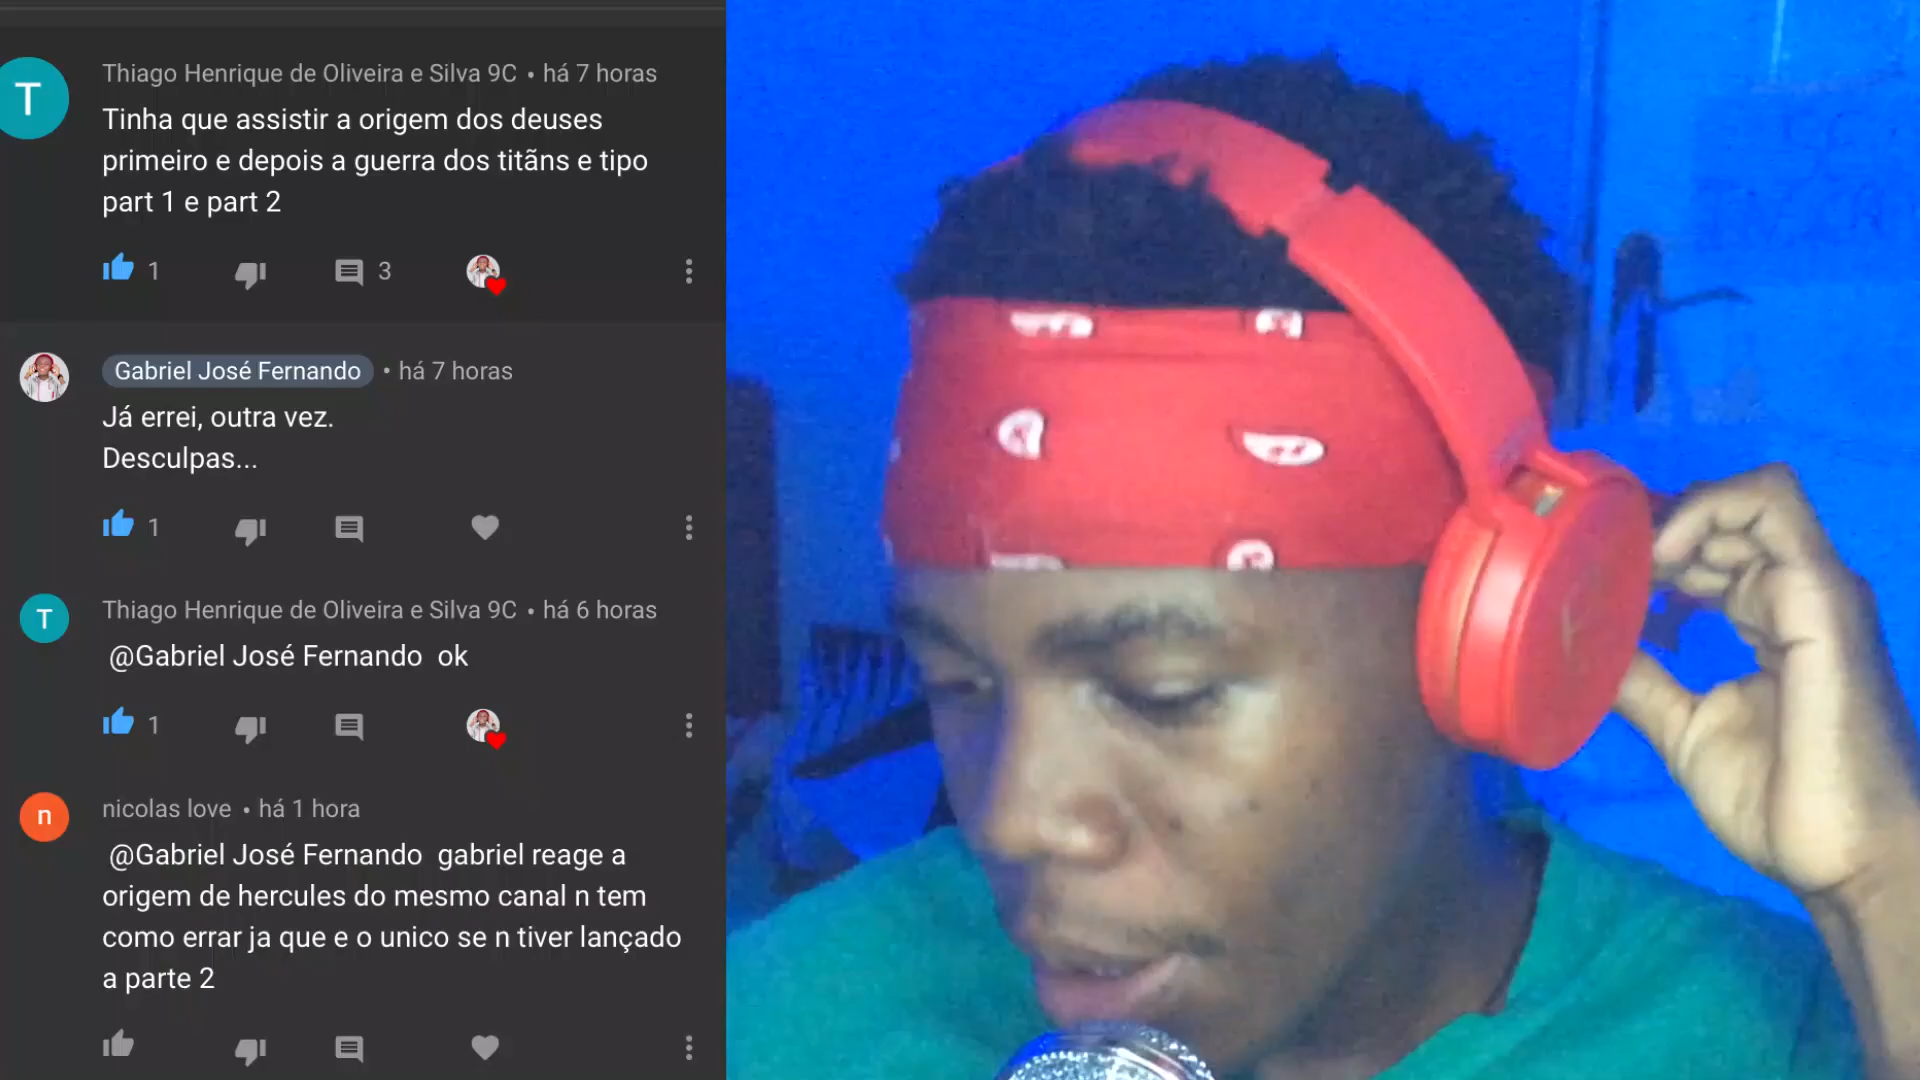 T
Thiago Henrique de Oliveira e Silva 9C • há 7 horas
Tinha que assistir a origem dos deuses
primeiro e depois a guerra dos titãns e tipo
part 1 e part 2
1
3
Gabriel José Fernando • há 7 horas
Já errei, outra vez.
Desculpas...
1
T
Thiago Henrique de Oliveira e Silva 9C • há 6 horas
@Gabriel José Fernando ok
1
n
nicolas love • há 1 hora
@Gabriel José Fernando gabriel reage a
origem de hercules do mesmo canal n tem
como errar ja que e o unico se n tiver lançado
a parte 2